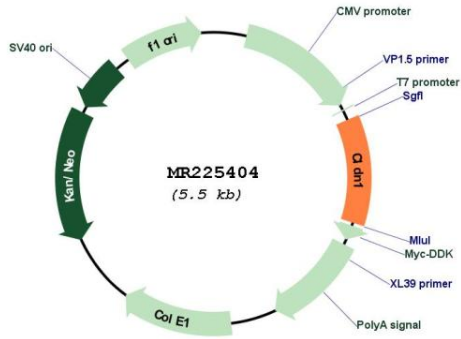 CMV promoter
f1 ori
SV40 ori
VP1.5 primer
T7 promoter
SgfI
Cldn1
Kan/Neo
MR225404
(5.5 kb)
MluI
Myc-DDK
XL39 primer
Col E1
PolyA signal